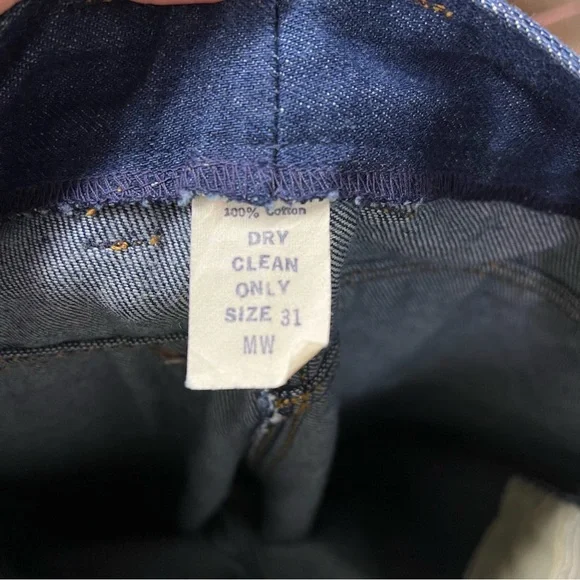 100% Cotton
DRY
CLEAN
ONLY
SIZE 31
MW